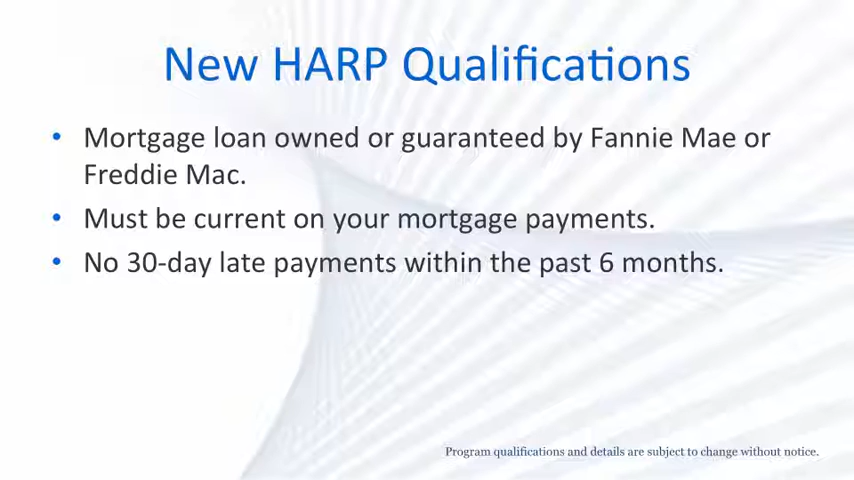 New HARP Qualifications
• Mortgage loan owned or guaranteed by Fannie Mae or
Freddie Mac.
• Must be current on your mortgage payments.
• No 30-day late payments within the past 6 months.
Program qualifications and details are subject to change without notice.